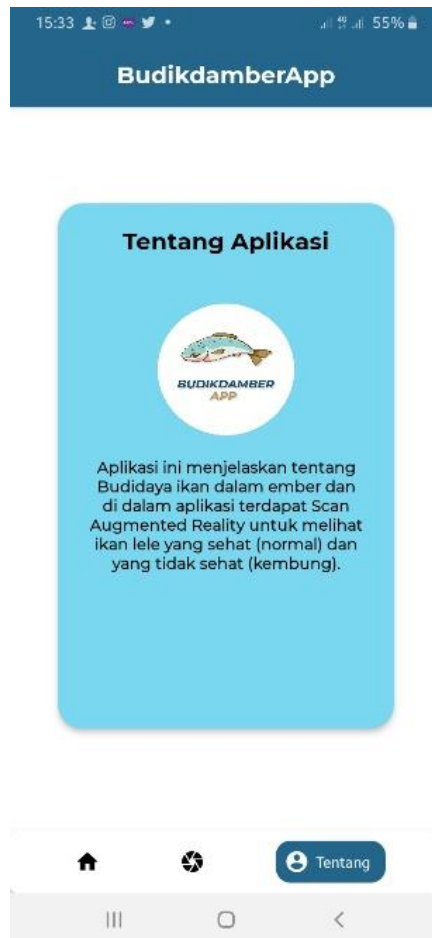 15:33
55%
BudikdamberApp
Tentang Aplikasi
BUDIKDAMBER
APP
Aplikasi ini menjelaskan tentang
Budidaya ikan dalam ember dan
di dalam aplikasi terdapat Scan
Augmented Reality untuk melihat
ikan lele yang sehat (normal) dan
yang tidak sehat (kembung).
Tentang